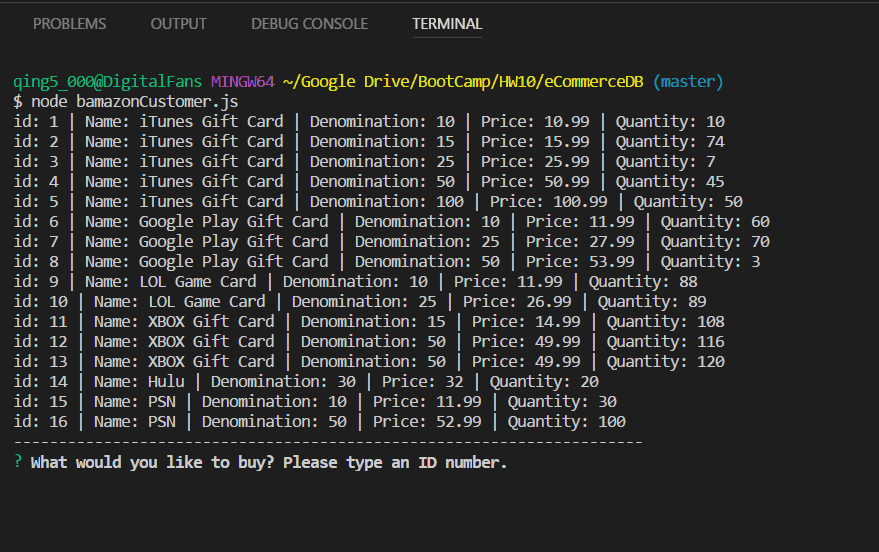 PROBLEMS OUTPUT DEBUG CONSOLE TERMINAL
qing5_000@DigitalFans MINGW64 ~/Google Drive/BootCamp/HW10/eCommerceDB (master)
$ node bamazonCustomer.js
id: 1 | Name: iTunes Gift Card | Denomination: 10 | Price: 10.99 | Quantity: 10
id: 2 | Name: iTunes Gift Card | Denomination: 15 | Price: 15.99 | Quantity: 74
id: 3 | Name: iTunes Gift Card | Denomination: 25 | Price: 25.99 | Quantity: 7
id: 4 | Name: iTunes Gift Card | Denomination: 50 | Price: 50.99 | Quantity: 45
id: 5 | Name: iTunes Gift Card | Denomination: 100 | Price: 100.99 | Quantity: 50
id: 6 | Name: Google Play Gift Card | Denomination: 10 | Price: 11.99 | Quantity: 60
id: 7 | Name: Google Play Gift Card | Denomination: 25 | Price: 27.99 | Quantity: 70
id: 8 | Name: Google Play Gift Card | Denomination: 50 | Price: 53.99 | Quantity: 3
id: 9 | Name: LOL Game Card | Denomination: 10 | Price: 11.99 | Quantity: 88
id: 10 | Name: LOL Game Card | Denomination: 25 | Price: 26.99 | Quantity: 89
id: 11 | Name: XBOX Gift Card | Denomination: 15 | Price: 14.99 | Quantity: 108
id: 12 | Name: XBOX Gift Card | Denomination: 50 | Price: 49.99 | Quantity: 116
id: 13 | Name: XBOX Gift Card | Denomination: 50 | Price: 49.99 | Quantity: 120
id: 14 | Name: Hulu | Denomination: 30 | Price: 32 | Quantity: 20
id: 15 | Name: PSN | Denomination: 10 | Price: 11.99 | Quantity: 30
id: 16 | Name: PSN | Denomination: 50 | Price: 52.99 | Quantity: 100
----------------------------------------------------------------------
? What would you like to buy? Please type an ID number.